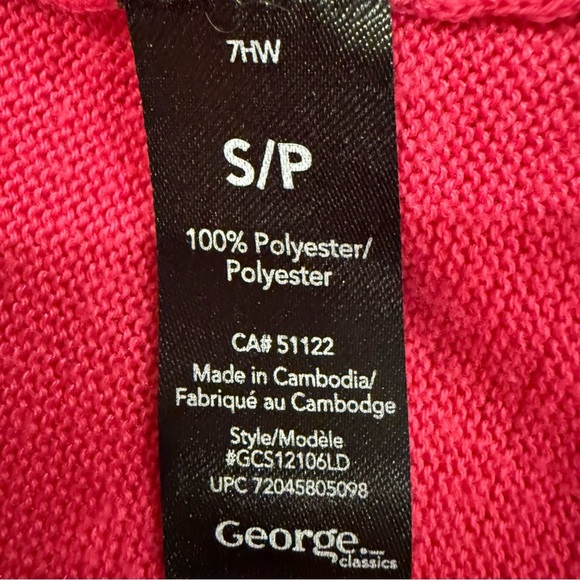 7HW
S/P
100% Polyester/
Polyester
CA# 51122
Made in Cambodia/
Fabriqué au Cambodge
Style/Modèle
#GCS12106LD
UPC 72045805098
George
classics